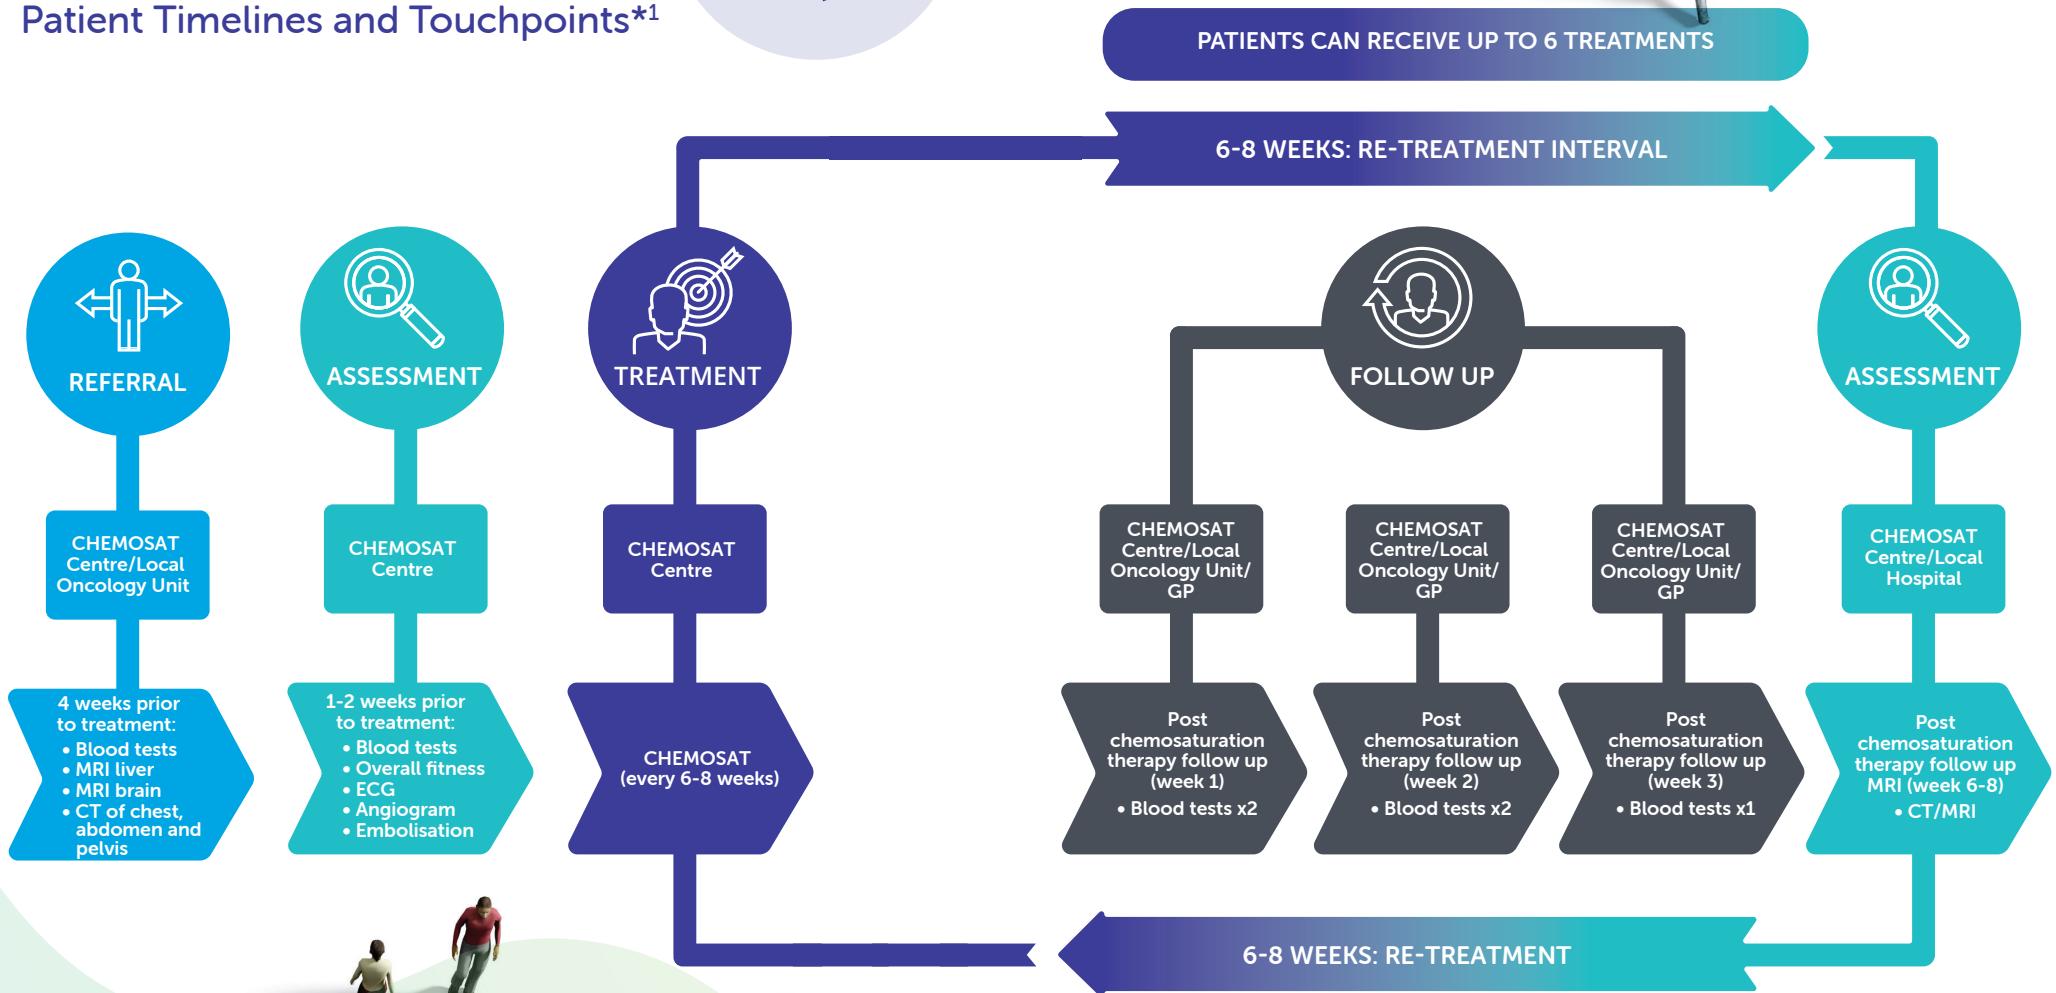 Patient Timelines and Touchpoints*1
PATIENTS CAN RECEIVE UP TO 6 TREATMENTS
6-8 WEEKS: RE-TREATMENT INTERVAL
REFERRAL
CHEMOSAT
Centre/Local
Oncology Unit
4 weeks prior
to treatment:
• Blood tests
• MRI liver
• MRI brain
• CT of chest,
abdomen and
pelvis
ASSESSMENT
CHEMOSAT
Centre
1-2 weeks prior
to treatment:
• Blood tests
• Overall fitness
• ECG
• Angiogram
• Embolisation
TREATMENT
CHEMOSAT
Centre
CHEMOSAT
(every 6-8 weeks)
FOLLOW UP
CHEMOSAT
Centre/Local
Oncology Unit/
GP
Post
chemosaturation
therapy follow up
(week 1)
• Blood tests x2
CHEMOSAT
Centre/Local
Oncology Unit/
GP
Post
chemosaturation
therapy follow up
(week 2)
• Blood tests x2
CHEMOSAT
Centre/Local
Oncology Unit/
GP
Post
chemosaturation
therapy follow up
(week 3)
• Blood tests x1
ASSESSMENT
CHEMOSAT
Centre/Local
Hospital
Post
chemosaturation
therapy follow up
MRI (week 6-8)
• CT/MRI
6-8 WEEKS: RE-TREATMENT